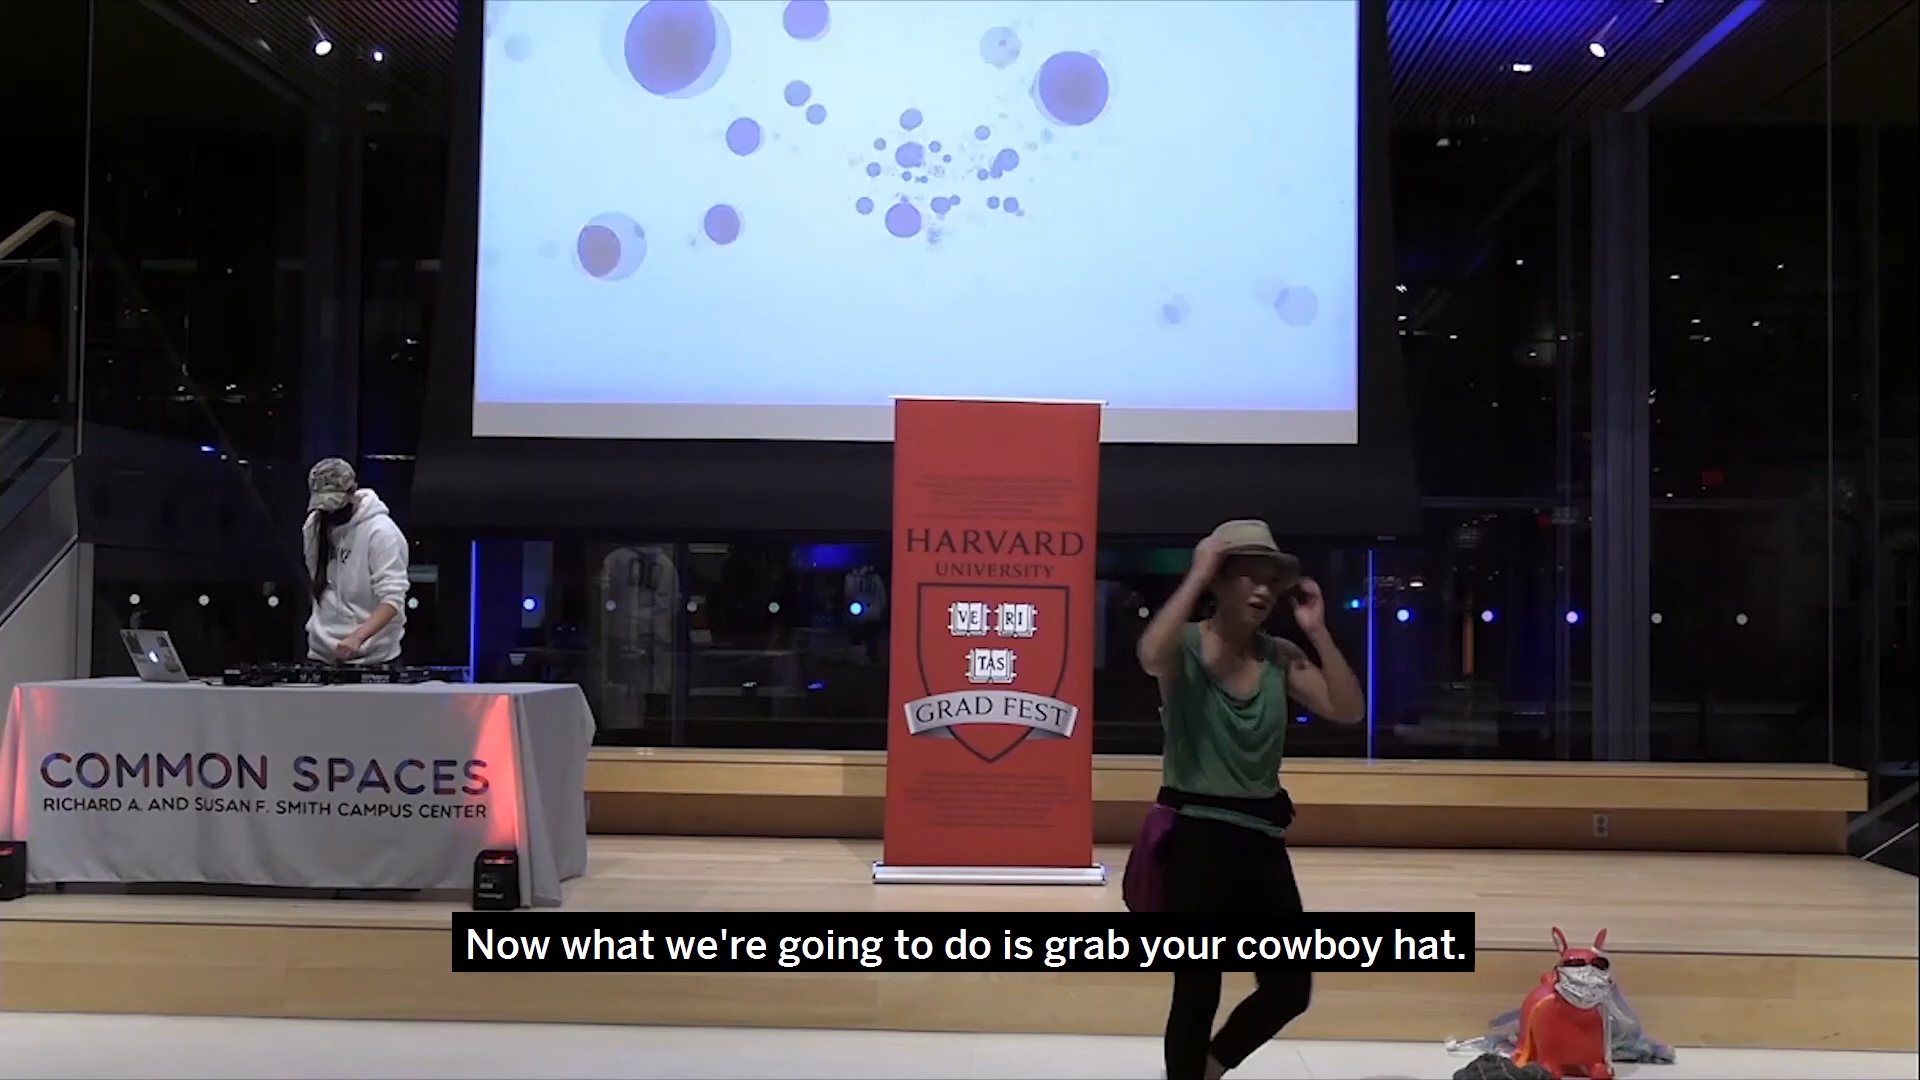 HARVARD
UNIVERSITY
VE RI
TAS
GRAD FEST
COMMON SPACES
RICHARD A. AND SUSAN F. SMITH CAMPUS CENTER
Now what we're going to do is grab your cowboy hat.